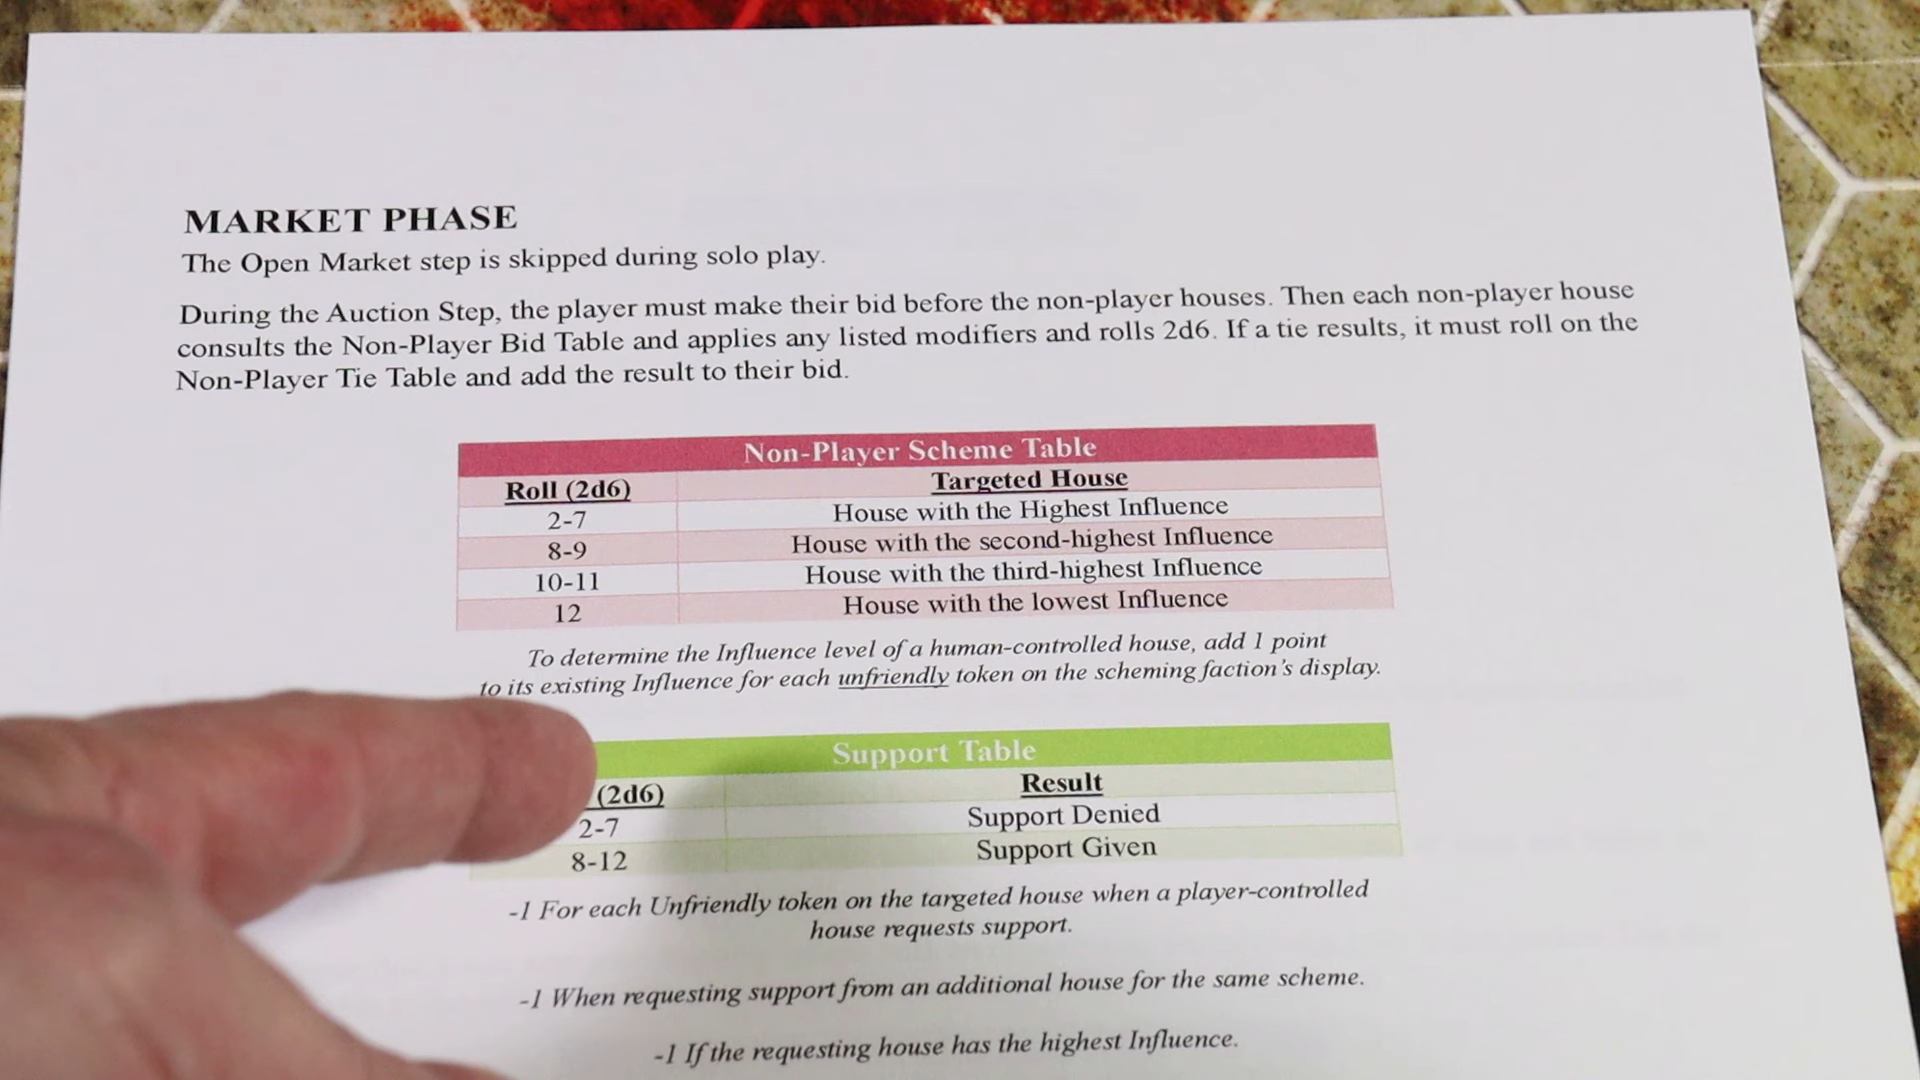 MARKET PHASE
The Open Market step is skipped during solo play.
During the Auction Step, the player must make their bid before the non-player houses. Then each non-player house
consults the Non-Player Bid Table and applies any listed modifiers and rolls 2d6. If a tie results, it must roll on the
Non-Player Tie Table and add the result to their bid.
Non-Player Scheme Table
Roll (2d6) Targeted House
2-7 House with the Highest Influence
8-9 House with the second-highest Influence
10-11 House with the third-highest Influence
12 House with the lowest Influence
To determine the Influence level of a human-controlled house, add 1 point
to its existing Influence for each unfriendly token on the scheming faction's display.
Support Table
(2d6) Result
2-7 Support Denied
8-12 Support Given
-1 For each Unfriendly token on the targeted house when a player-controlled
house requests support.
-1 When requesting support from an additional house for the same scheme.
-1 If the requesting house has the highest Influence.